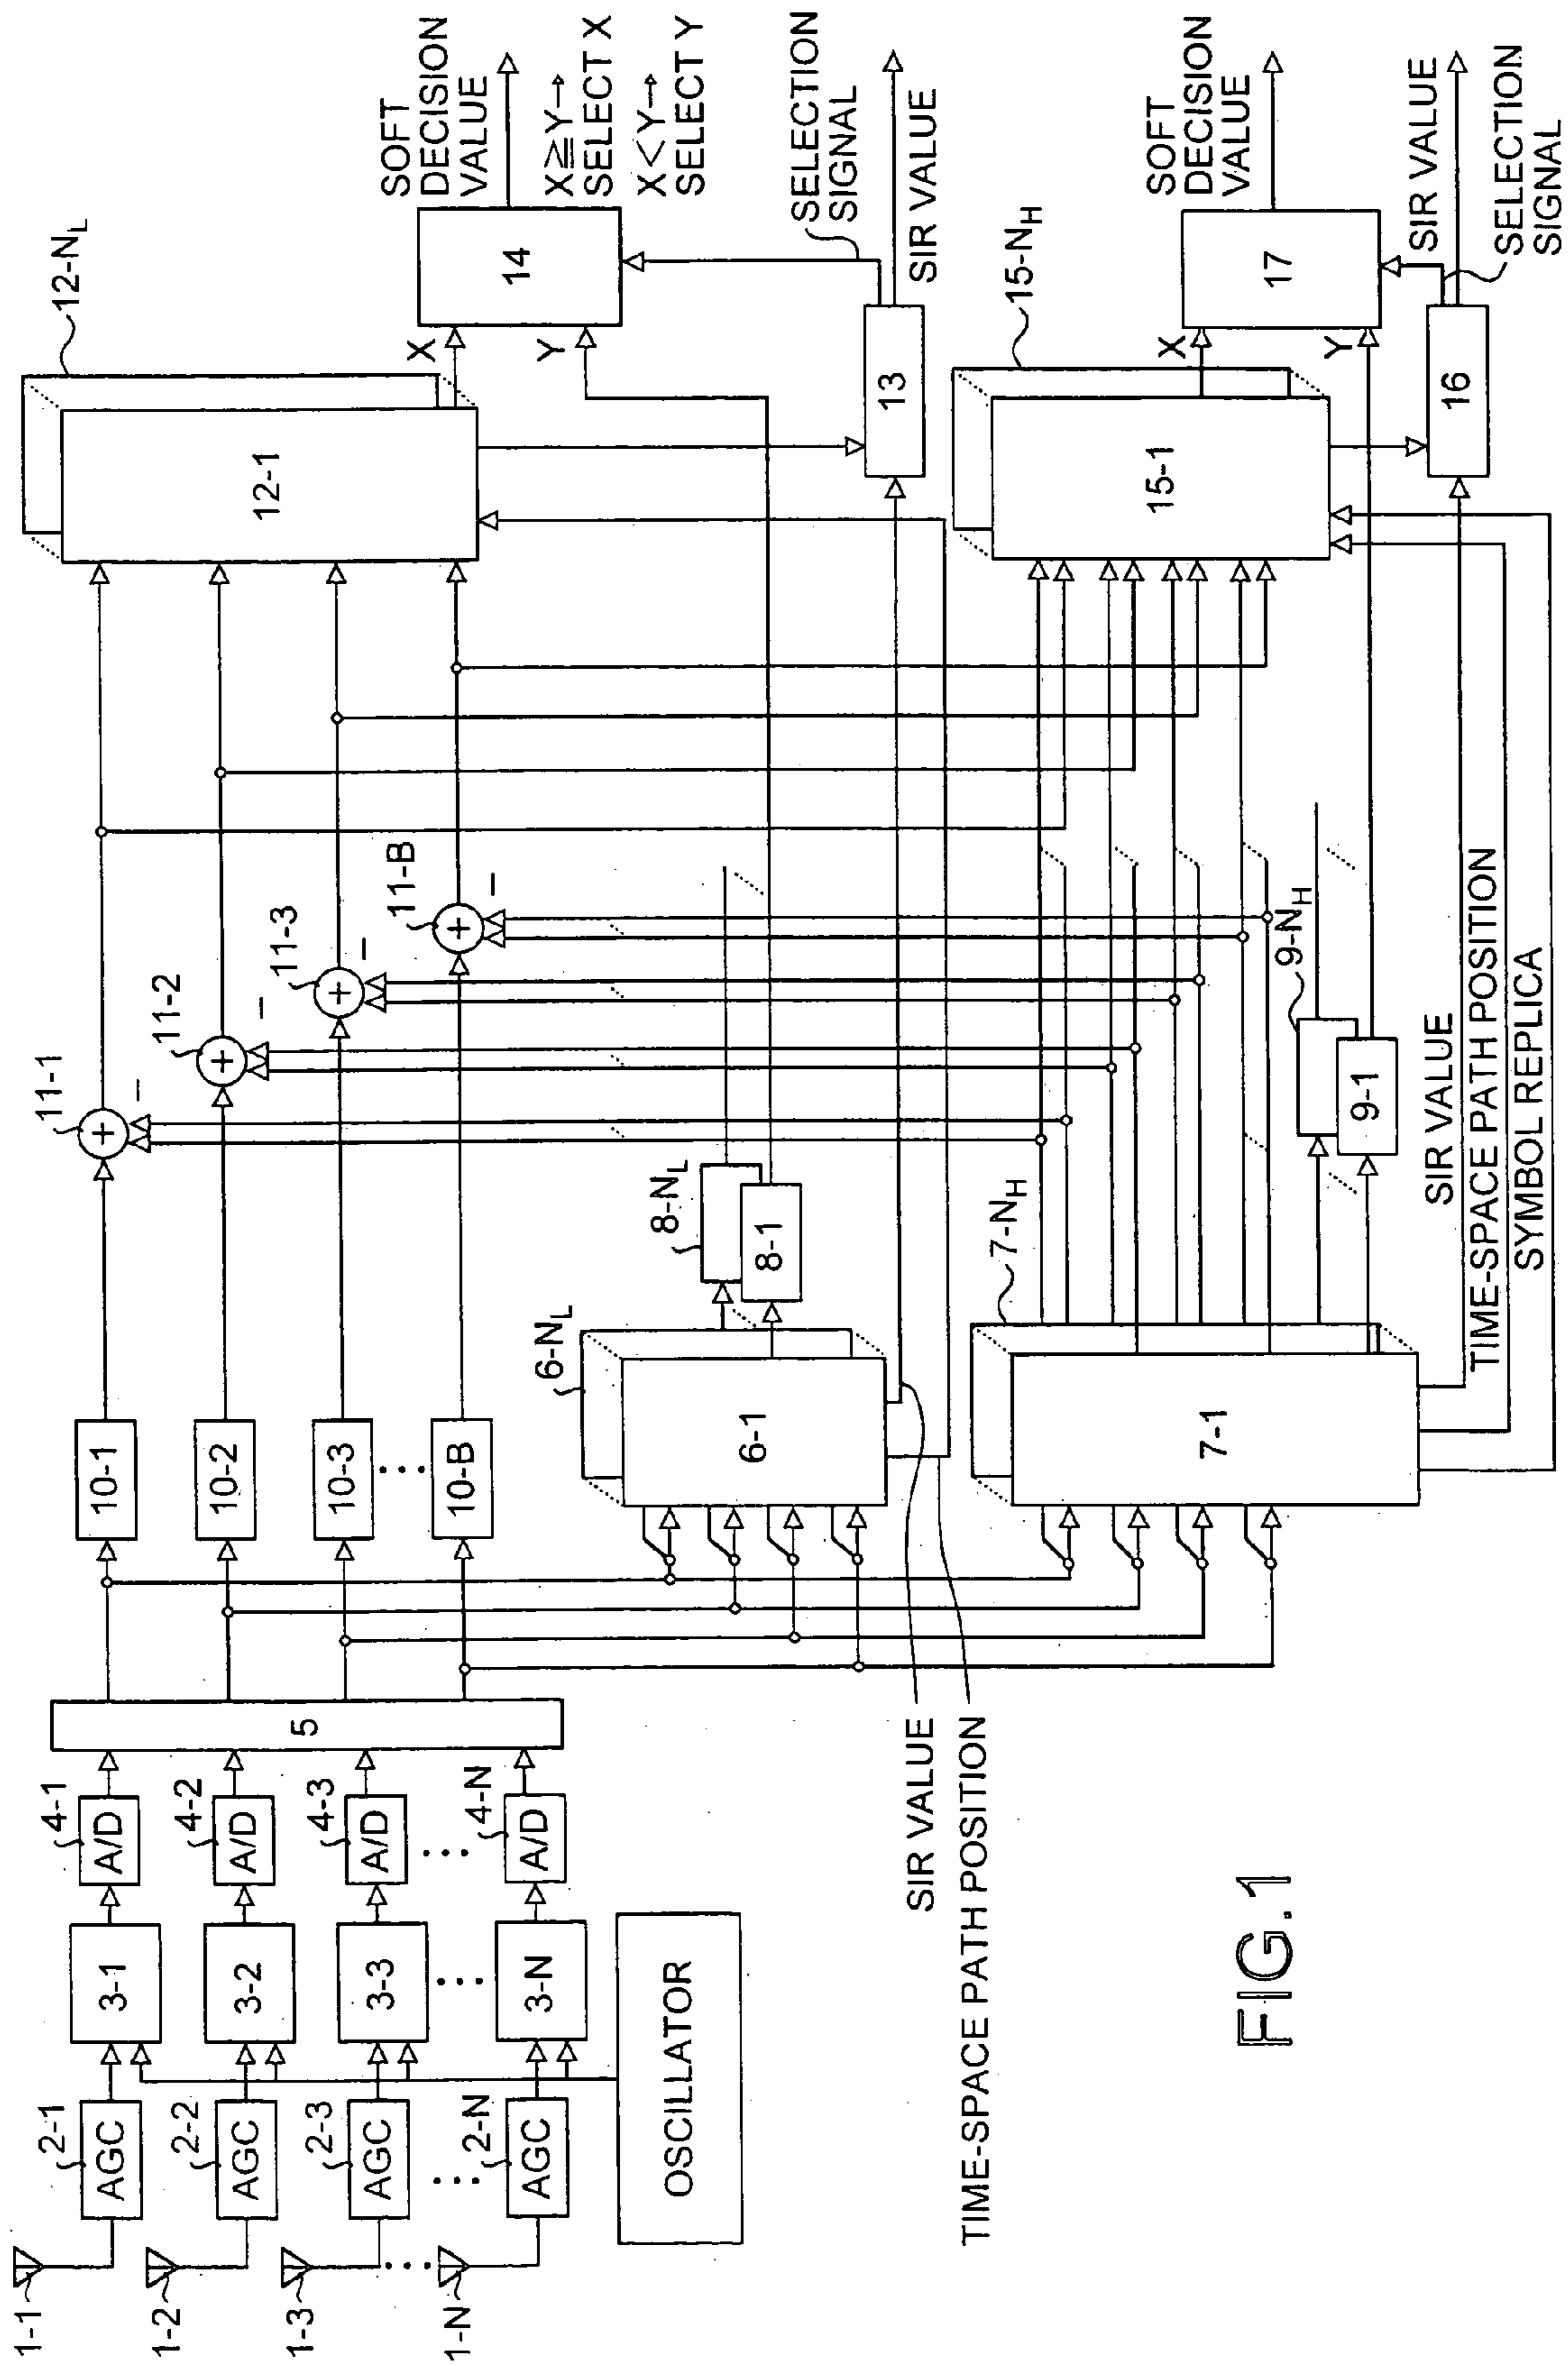 1-1
1-2
1-3
1-N
2-1
AGC
2-2
AGC
2-3
AGC
2-N
AGC
3-1
3-2
3-3
3-N
OSCILLATOR
4-1
A/D
4-2
A/D
4-3
A/D
4-N
A/D
5
10-1
10-2
10-3
10-B
6-N_L
6-1
7-N_H
7-1
SIR VALUE
TIME-SPACE PATH POSITION
8-N_L
8-1
9-N_H
9-1
11-1
+
−
11-2
+
−
11-3
+
−
11-B
+
−
SIR VALUE
TIME-SPACE PATH POSITION
SYMBOL REPLICA
12-N_L
12-1
13
X
Y
14
SOFT
DECISION
VALUE
X≧Y→
SELECT X
X<Y→
SELECT Y
SELECTION
SIGNAL
SIR VALUE
15-N_H
15-1
16
X
Y
17
SOFT
DECISION
VALUE
SIR VALUE
SELECTION
SIGNAL
FIG.1